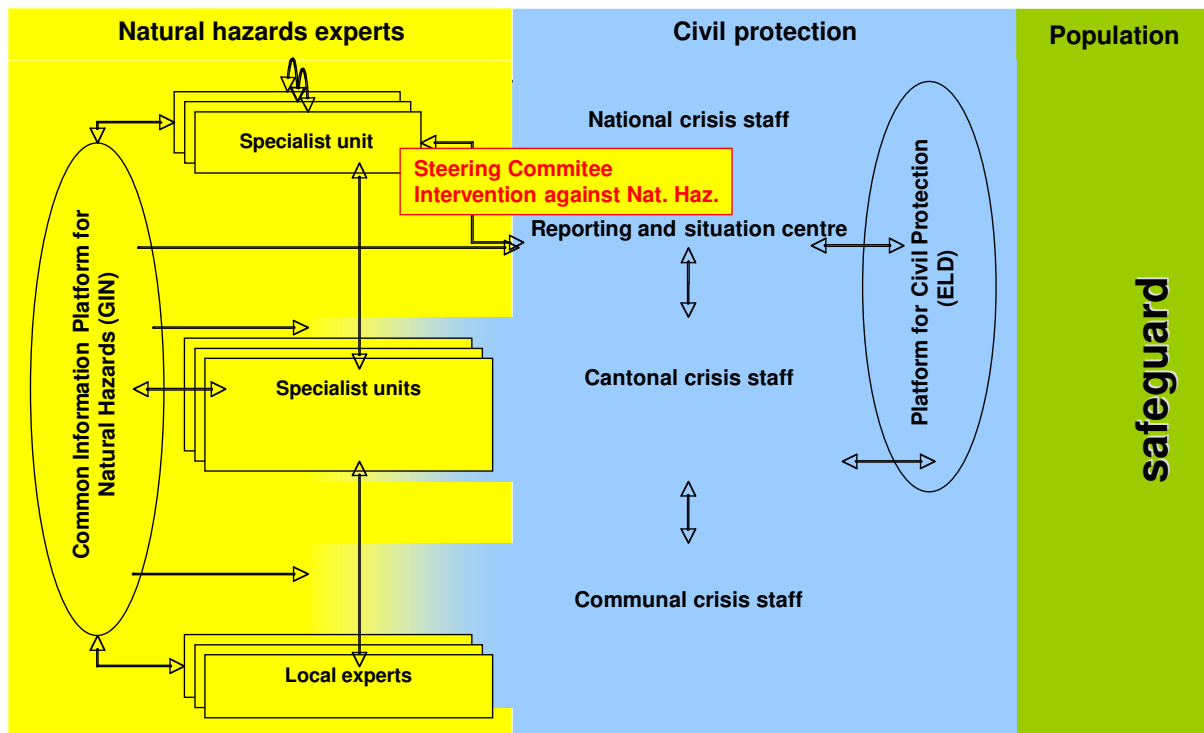 Natural hazards experts
Civil protection
Population
Specialist unit
National crisis staff
Steering Commitee
Intervention against Nat. Haz.
Reporting and situation centre
Common Information Platform for
Natural Hazards (GIN)
Platform for Civil Protection
(ELD)
safeguard
Specialist units
Cantonal crisis staff
Communal crisis staff
Local experts